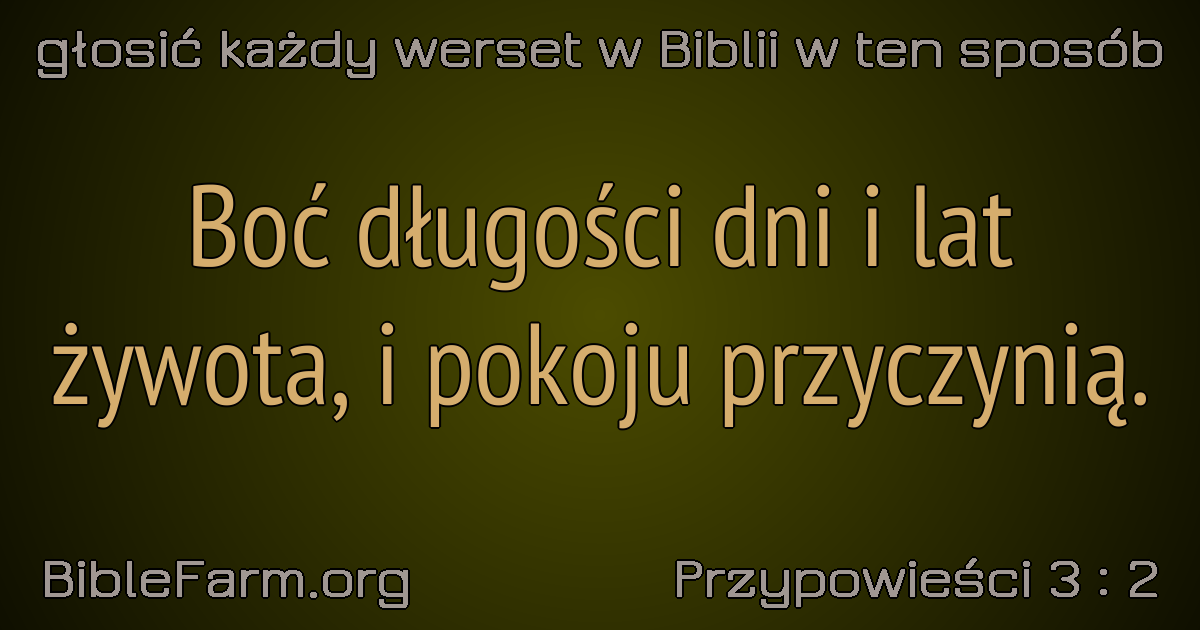 głosić każdy werset w Biblii w ten sposób
Boć długości dni i lat
żywota, i pokoju przyczynią.
BibleFarm.org
Przypowieści 3 : 2